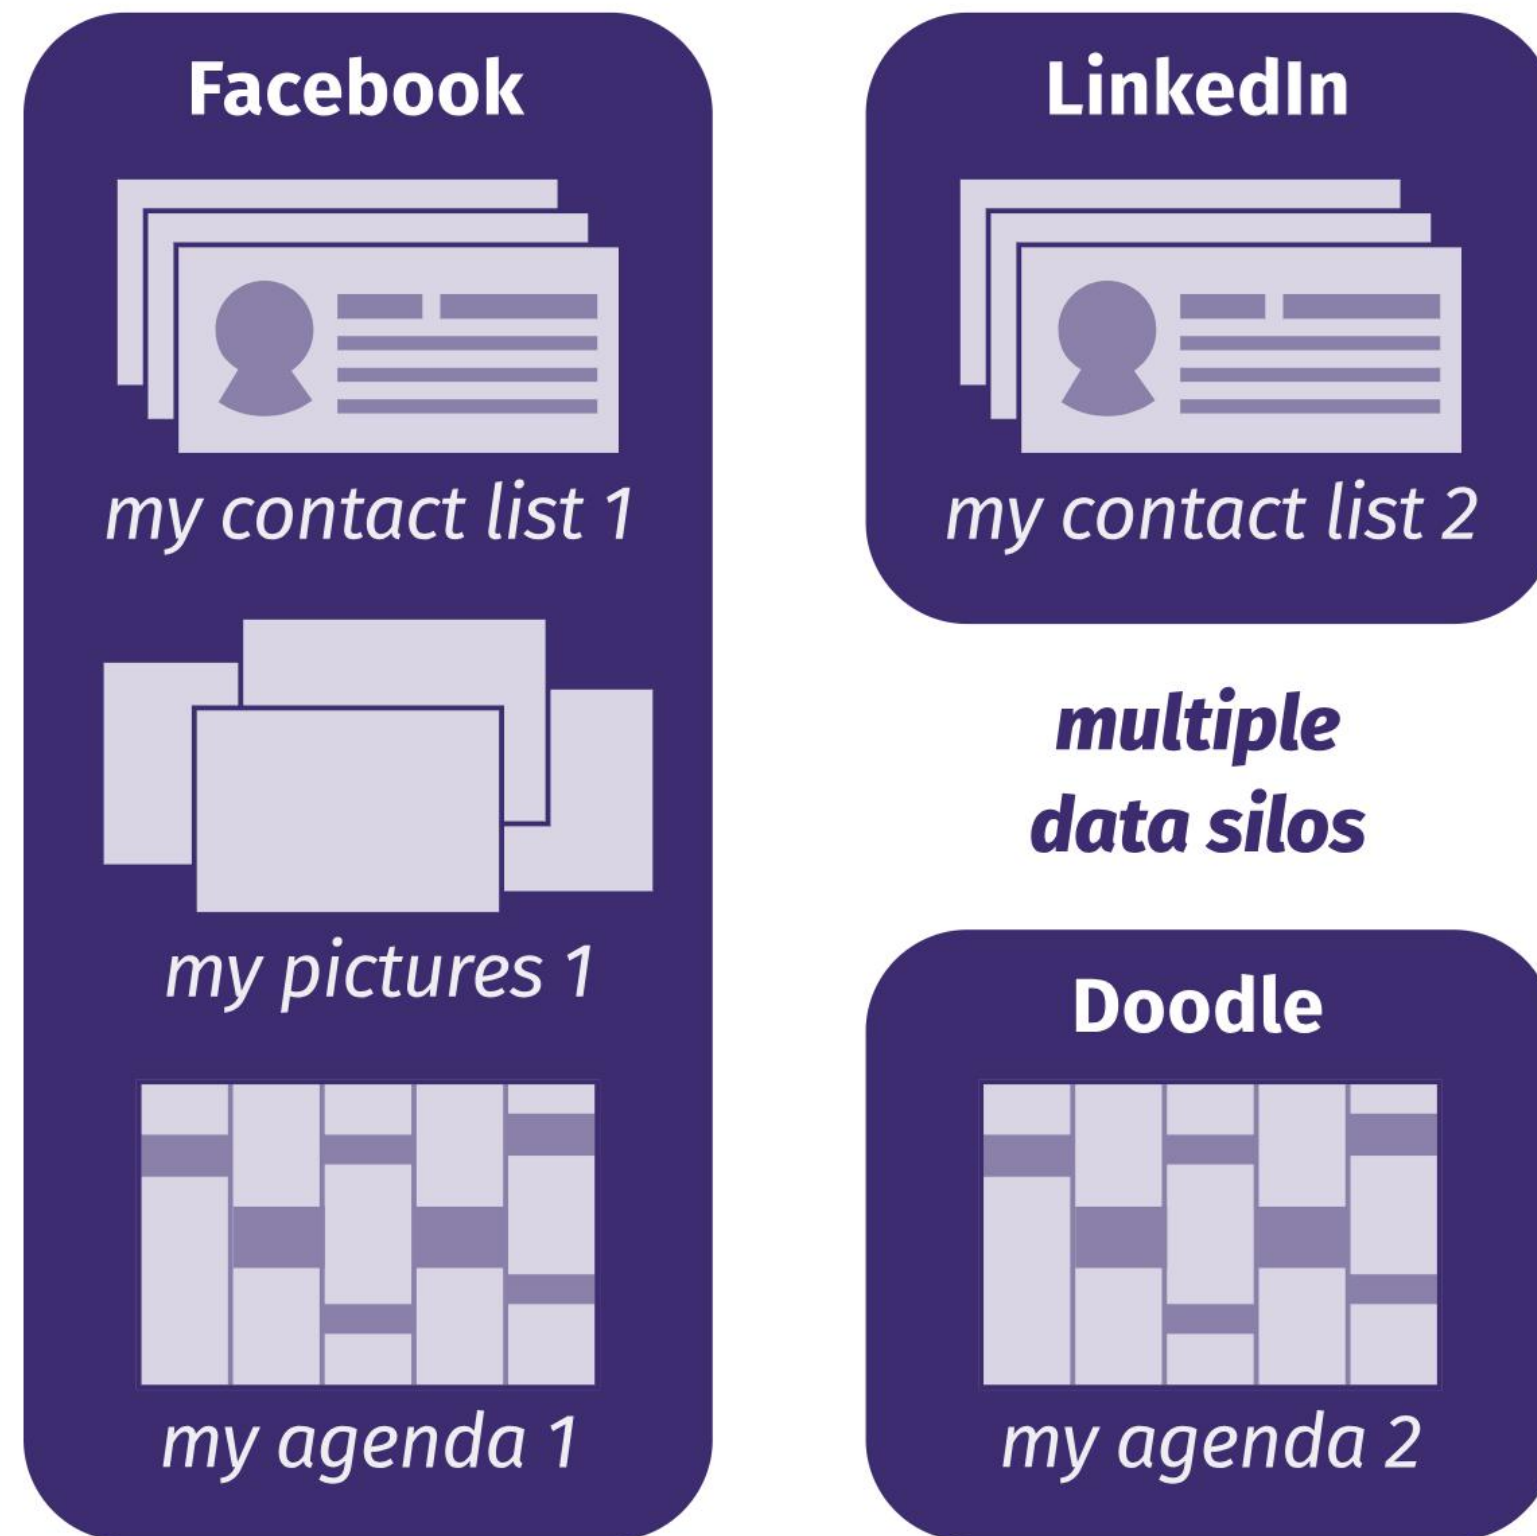 Facebook
my contact list 1
my pictures 1
my agenda 1
LinkedIn
my contact list 2
multiple
data silos
Doodle
my agenda 2